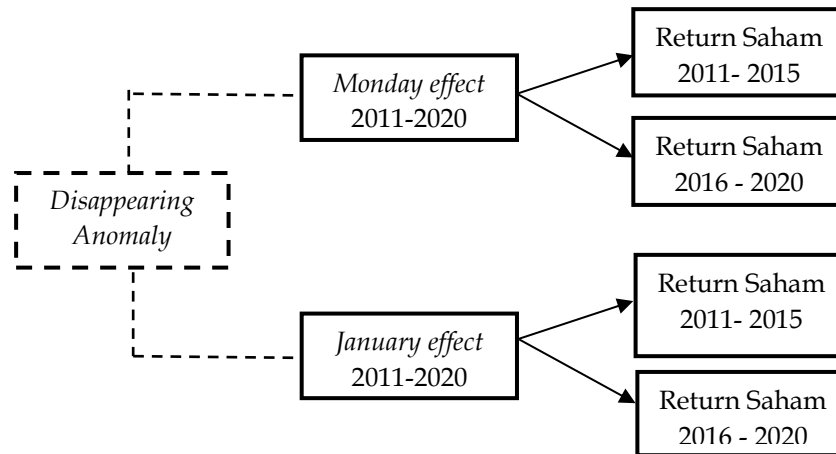 Disappearing
Anomaly
Monday effect
2011-2020
Return Saham
2011- 2015
Return Saham
2016 - 2020
January effect
2011-2020
Return Saham
2011- 2015
Return Saham
2016 - 2020